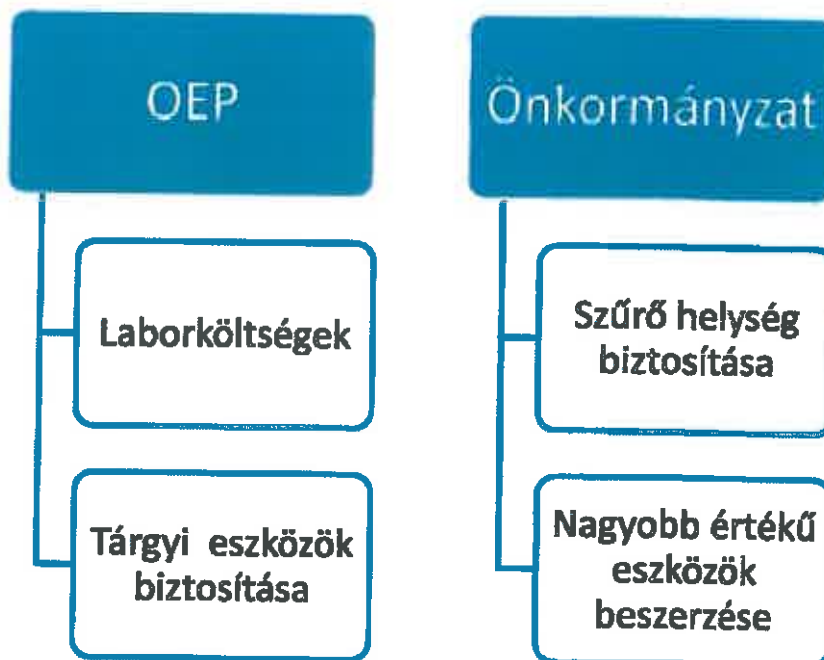 OEP
Laborköltségek
Tárgyi eszközök
biztosítása
Önkormányzat
Szűrő helység
biztosítása
Nagyobb értékű
eszközök
beszerzése